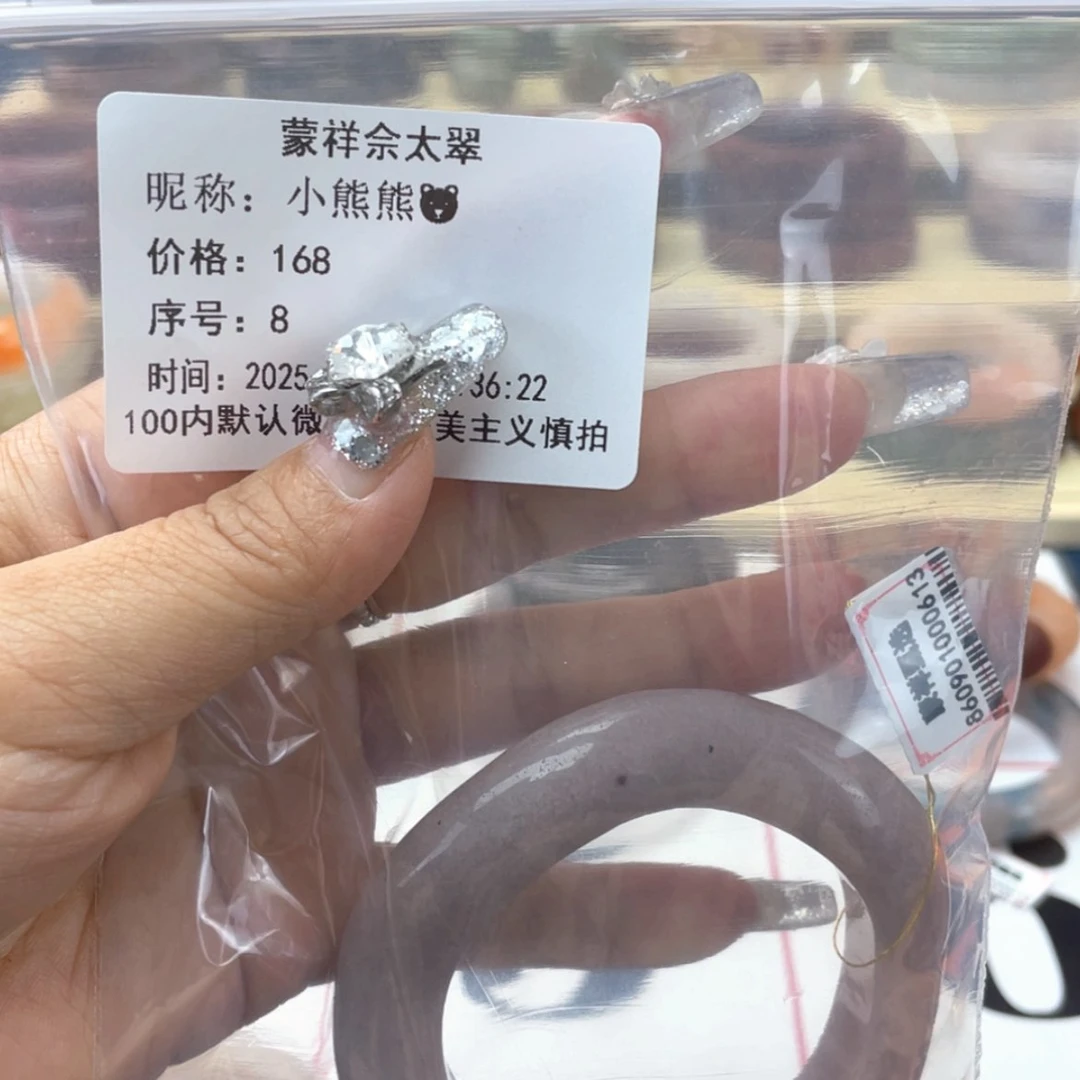 蒙祥佘太翠
昵称：小熊熊🐻
价格：168
序号：8
时间：2025 36:22
100内默认微 美主义慎拍
8609010000613